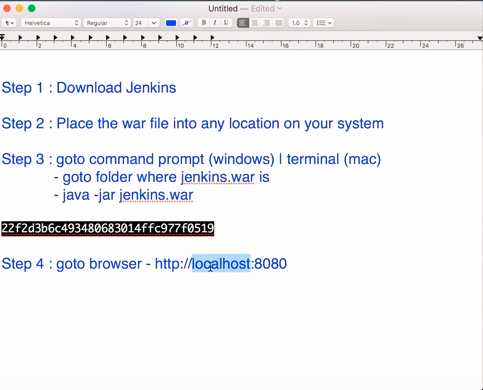 Untitled — Edited
Helvetica Regular 24 B I U 1.0
0 2 4 6 8 10 12 14 16 18 20 22 24 26
Step 1 : Download Jenkins
Step 2 : Place the war file into any location on your system
Step 3 : goto command prompt (windows) | terminal (mac)
- goto folder where jenkins.war is
- java -jar jenkins.war
22f2d3b6c493480683014ffc977f0519
Step 4 : goto browser - http://localhost:8080